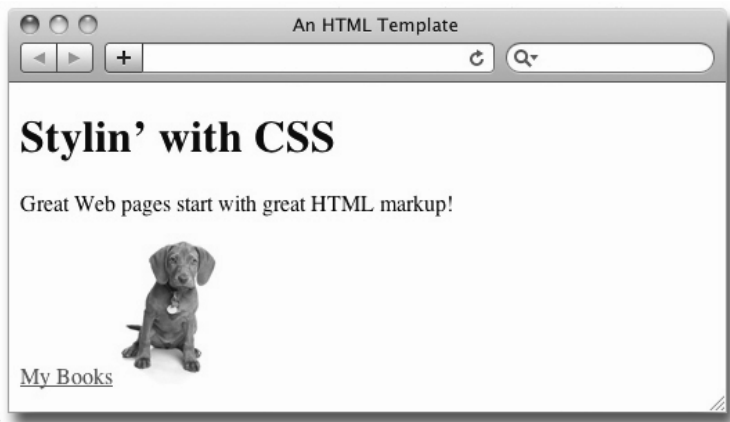 An HTML Template
Stylin’ with CSS
Great Web pages start with great HTML markup!
My Books